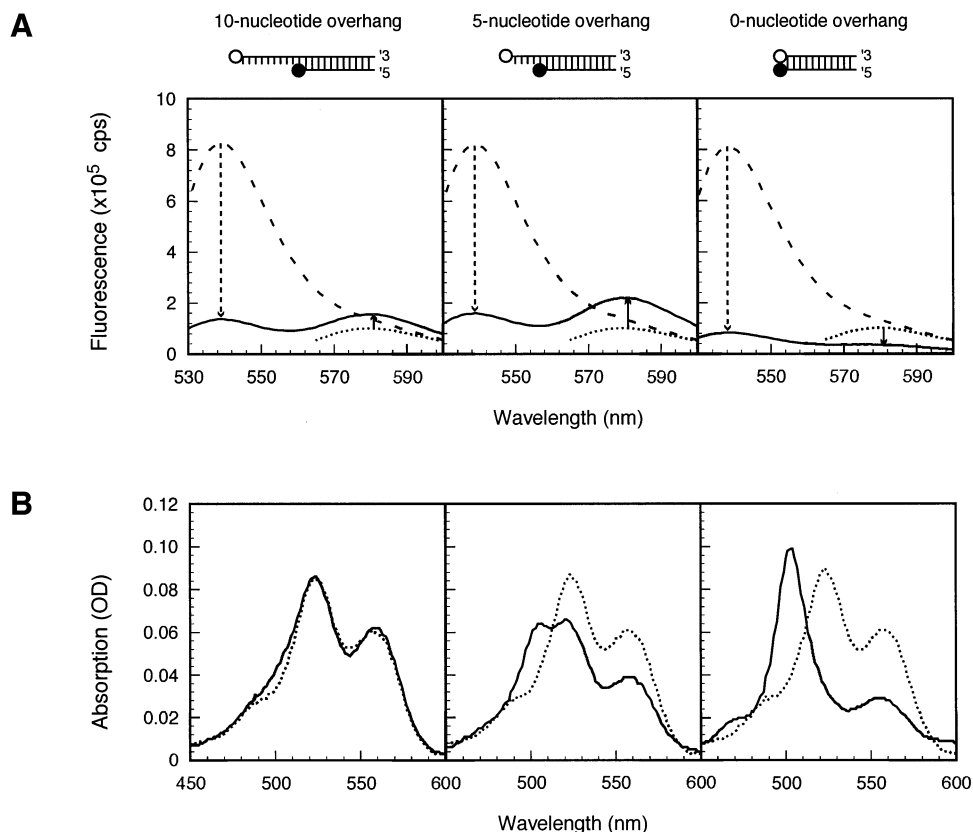 A
10-nucleotide overhang 5-nucleotide overhang 0-nucleotide overhang
'3 '3 '3
'5 '5 '5
Fluorescence (x10⁵ cps)
10
8
6
4
2
0
530 550 570 590 550 570 590 550 570 590
Wavelength (nm)
B
Absorption (OD)
0.12
0.10
0.08
0.06
0.04
0.02
0
450 500 550 600 500 550 600 500 550 600
Wavelength (nm)